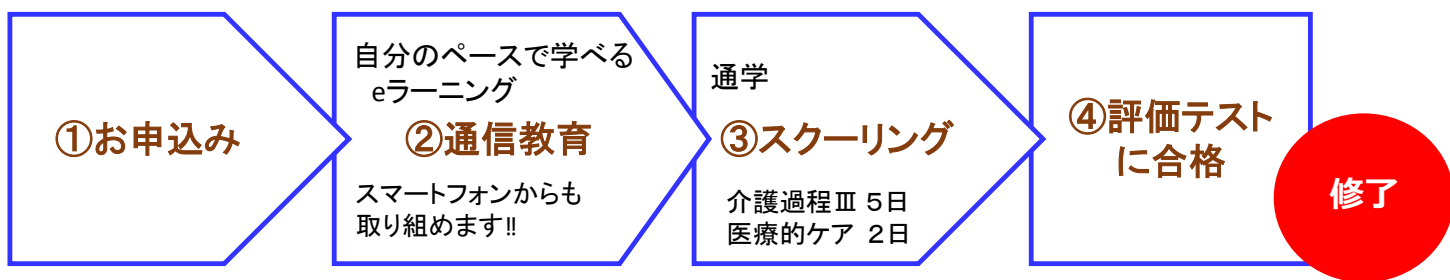 ①お申込み
自分のペースで学べる
eラーニング
②通信教育
スマートフォンからも
取り組めます!!
通学
③スクーリング
介護過程Ⅲ 5日
医療的ケア 2日
④評価テスト
に合格
修了